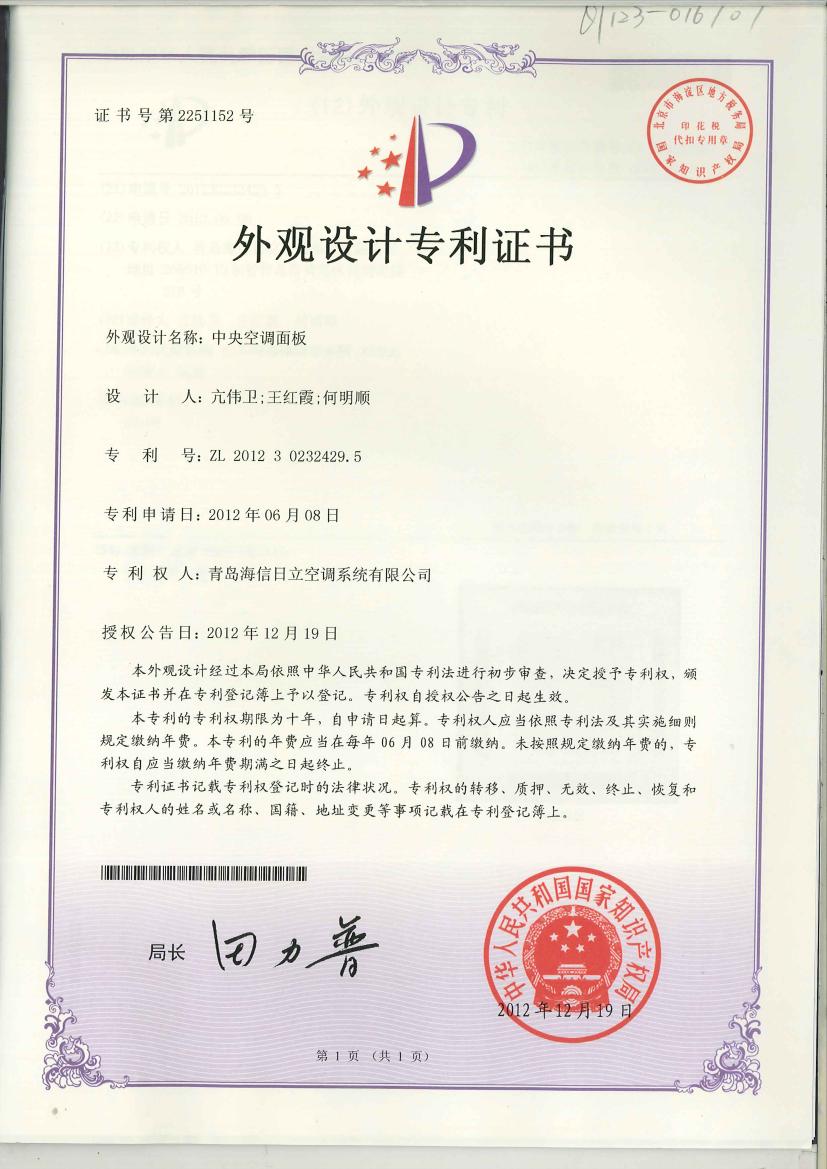 证书号第2251152号
北京市海淀区地方税务局
印花税
代扣专用章
国家知识产权局
外观设计专利证书
外观设计名称：中央空调面板
设 计 人：亢伟卫;王红霞;何明顺
专 利 号：ZL 2012 3 0232429.5
专利申请日：2012年06月08日
专 利 权 人：青岛海信日立空调系统有限公司
授权公告日：2012年12月19日
本外观设计经过本局依照中华人民共和国专利法进行初步审查，决定授予专利权，颁
发本证书并在专利登记簿上予以登记。专利权自授权公告之日起生效。
本专利的专利权期限为十年，自申请日起算。专利权人应当依照专利法及其实施细则
规定缴纳年费。本专利的年费应当在每年06月08日前缴纳。未按照规定缴纳年费的，专
利权自应当缴纳年费期满之日起终止。
专利证书记载专利权登记时的法律状况。专利权的转移、质押、无效、终止、恢复和
专利权人的姓名或名称、国籍、地址变更等事项记载在专利登记簿上。
局长 田力普
中华人民共和国国家知识产权局
2012年12月19日
第1页（共1页）